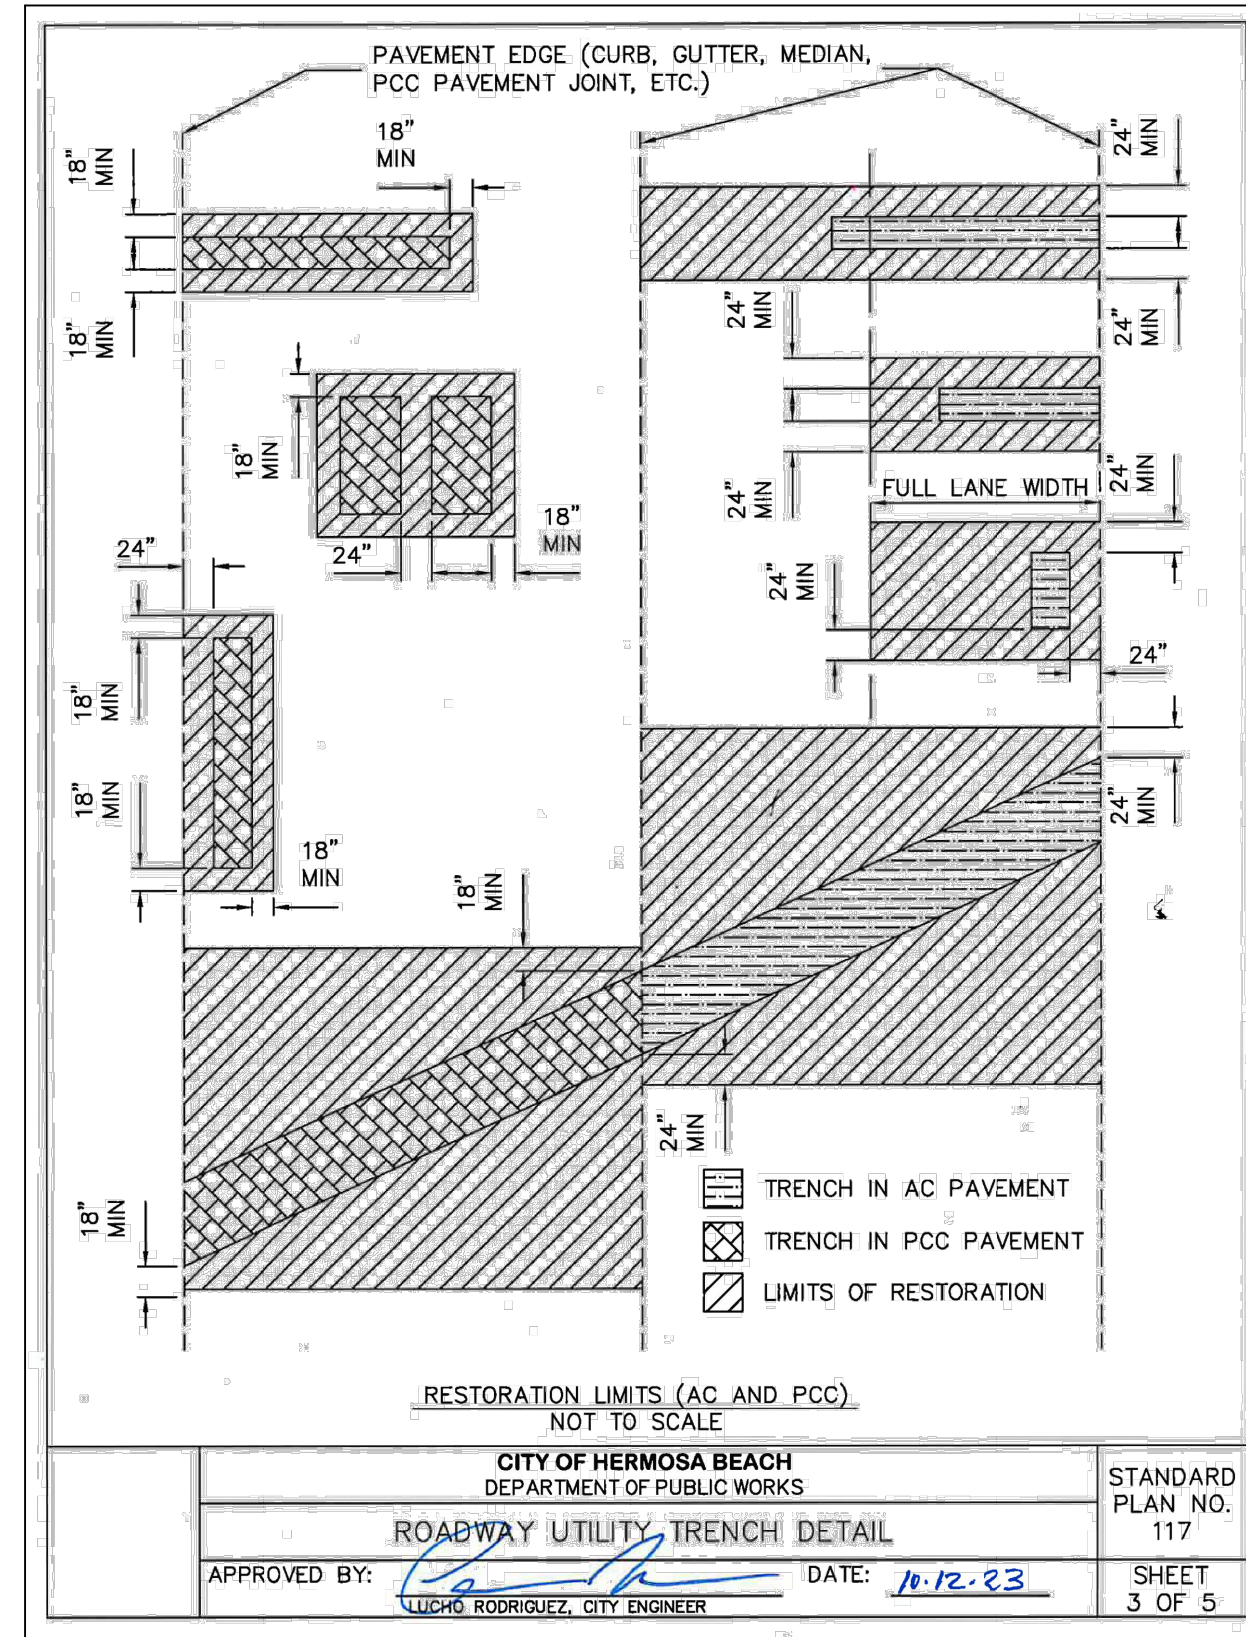 PAVEMENT EDGE (CURB, GUTTER, MEDIAN,
PCC PAVEMENT JOINT, ETC.)
18"
MIN
18"
MIN
24"
MIN
18"
MIN
24"
MIN
24"
MIN
18"
MIN
24"
MIN
24"
MIN
FULL LANE WIDTH
18"
MIN
24"
24"
24"
MIN
24"
18"
MIN
18"
MIN
24"
MIN
18"
MIN
18"
MIN
24"
MIN
18"
MIN
TRENCH IN AC PAVEMENT
TRENCH IN PCC PAVEMENT
LIMITS OF RESTORATION
RESTORATION LIMITS (AC AND PCC)
NOT TO SCALE
CITY OF HERMOSA BEACH
DEPARTMENT OF PUBLIC WORKS
ROADWAY UTILITY TRENCH DETAIL
STANDARD
PLAN NO.
117
APPROVED BY:
LUCHO RODRIGUEZ, CITY ENGINEER
DATE: 10.12.23
SHEET
3 OF 5